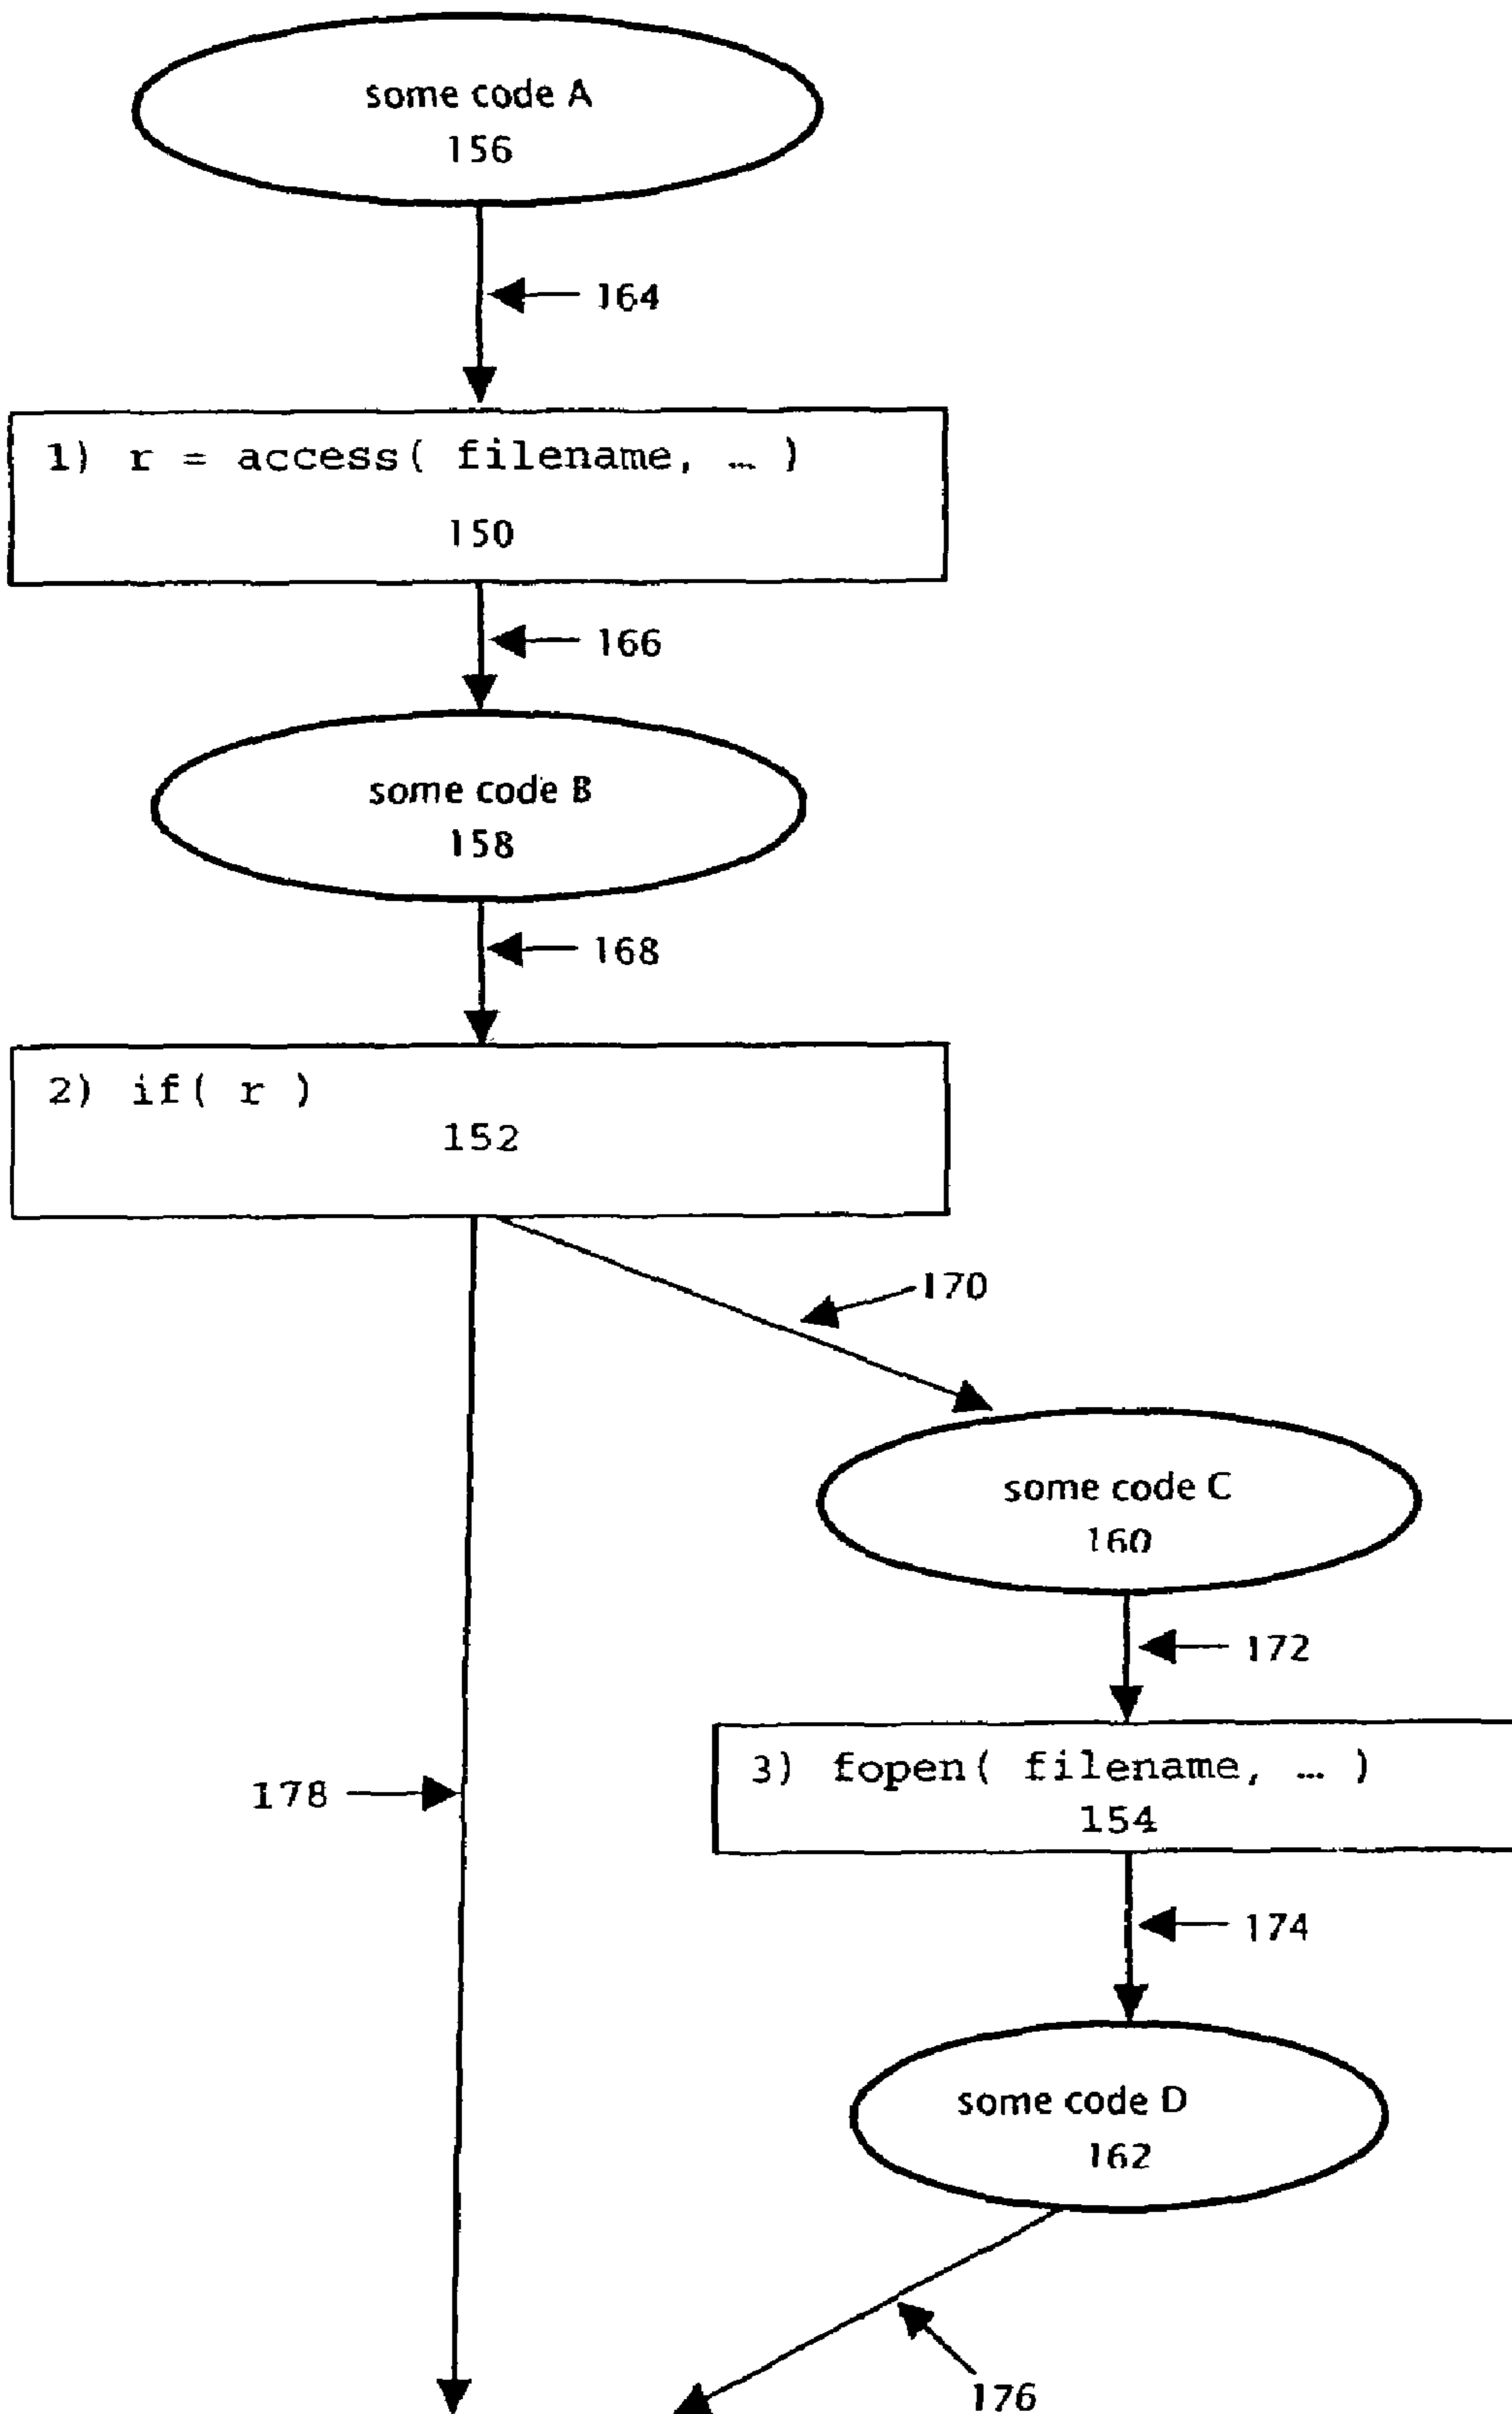 some code A
156
164
1) r = access( filename, … )
150
166
some code B
158
168
2) if( r )
152
170
some code C
160
172
3) fopen( filename, … )
154
178
174
some code D
162
176